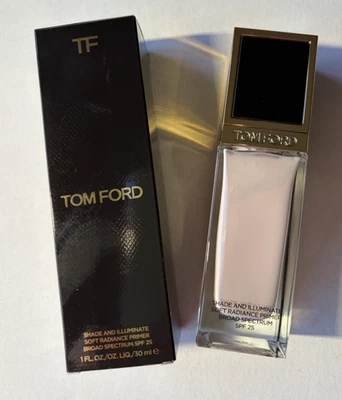 TF
TOM FORD
SHADE AND ILLUMINATE
SOFT RADIANCE PRIMER
BROAD SPECTRUM SPF 25
1 FL.OZ./OZ. LIQ./30 ml e
TOM FORD
SHADE AND ILLUMINATE
SOFT RADIANCE PRIMER
BROAD SPECTRUM
SPF 25